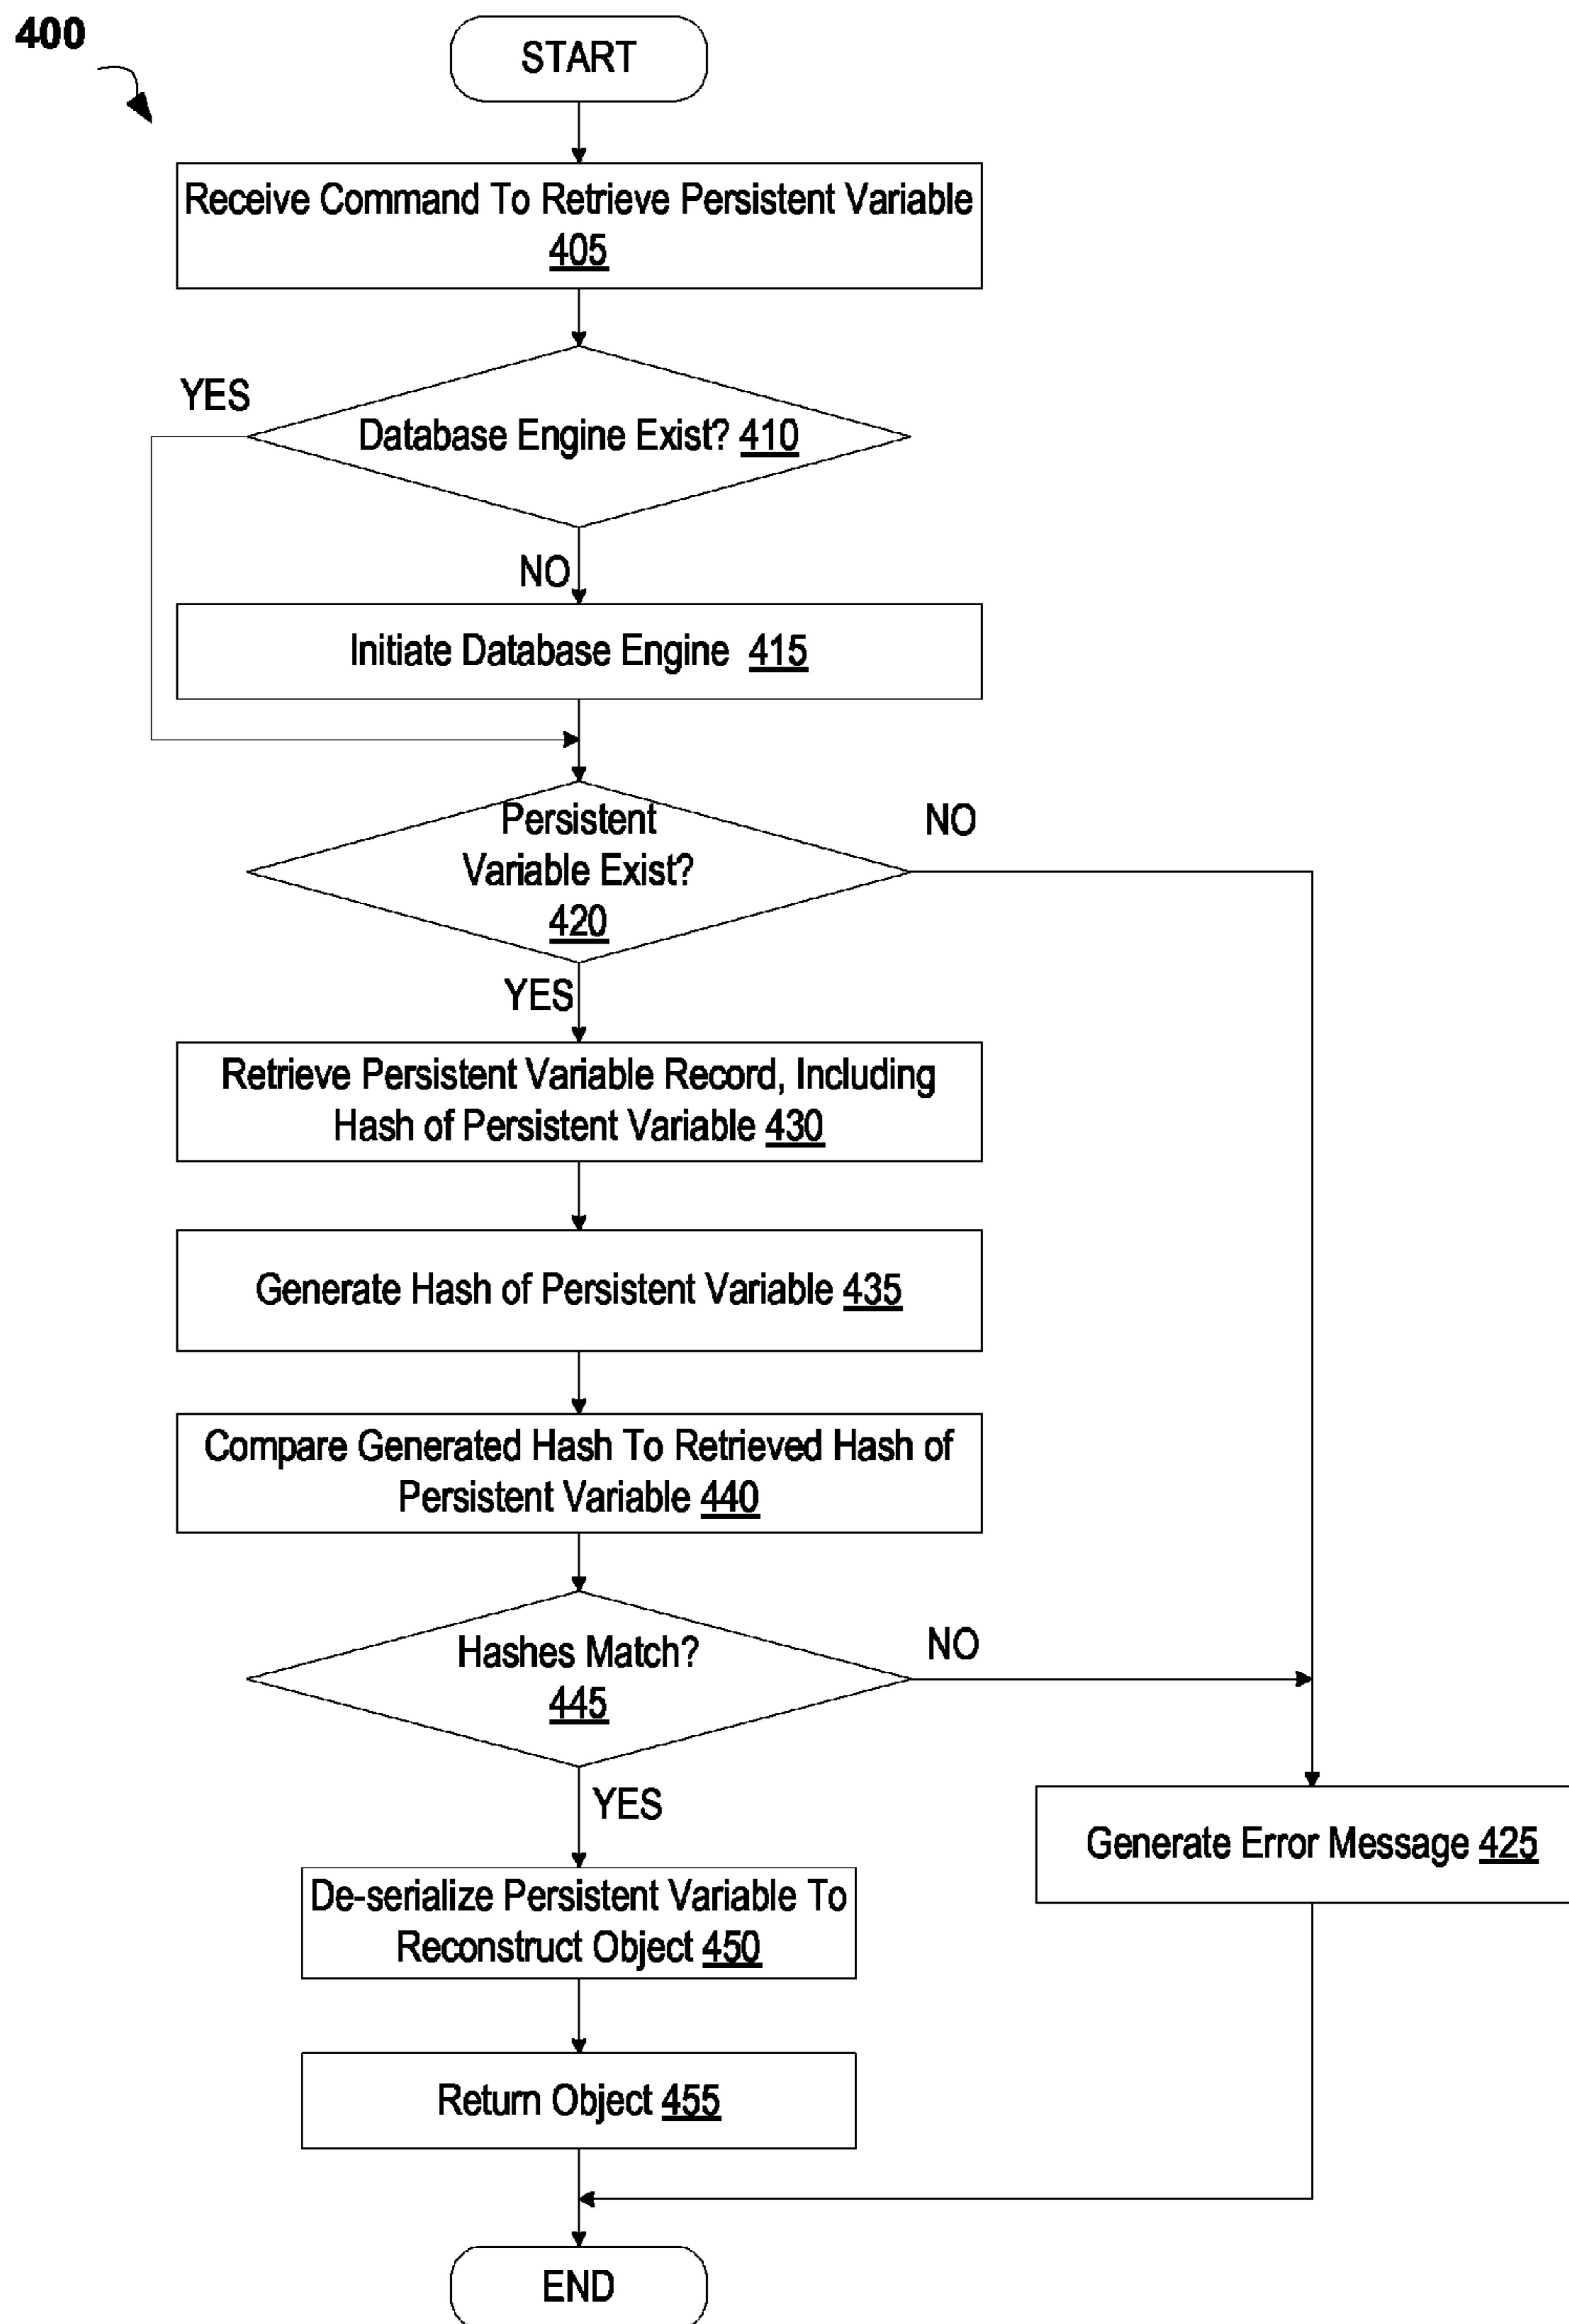 400
START
Receive Command To Retrieve Persistent Variable
405
YES
Database Engine Exist? 410
NO
Initiate Database Engine 415
Persistent
Variable Exist?
420
NO
YES
Retrieve Persistent Variable Record, Including
Hash of Persistent Variable 430
Generate Hash of Persistent Variable 435
Compare Generated Hash To Retrieved Hash of
Persistent Variable 440
Hashes Match?
445
NO
YES
Generate Error Message 425
De-serialize Persistent Variable To
Reconstruct Object 450
Return Object 455
END